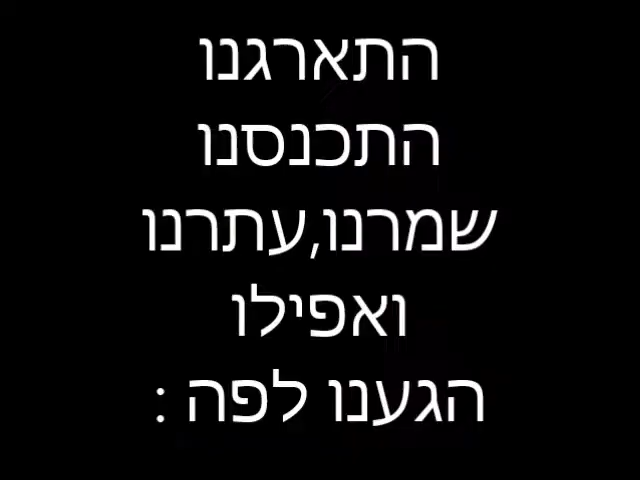 התארגנו
התכנסנו
שמרנו,עתרנו
ואפילו
הגענו לפה :